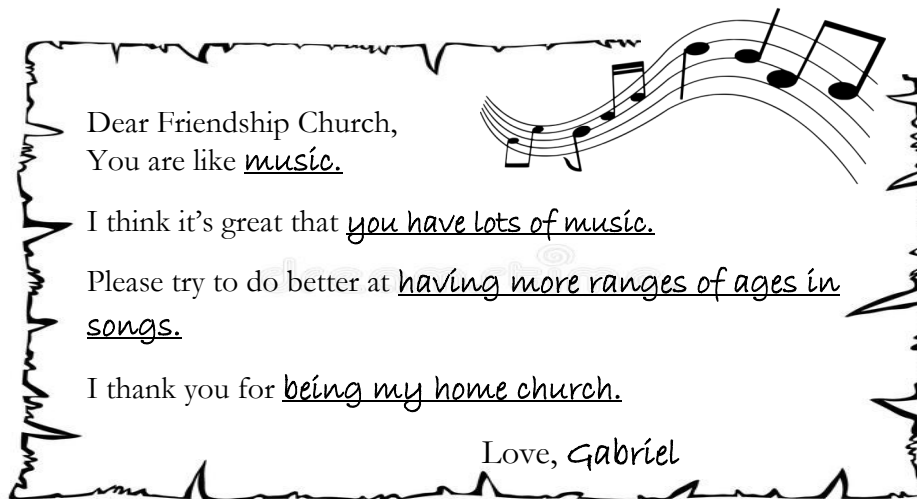 Dear Friendship Church,
You are like music.
I think it’s great that you have lots of music.
Please try to do better at having more ranges of ages in
songs.
I thank you for being my home church.
Love, Gabriel